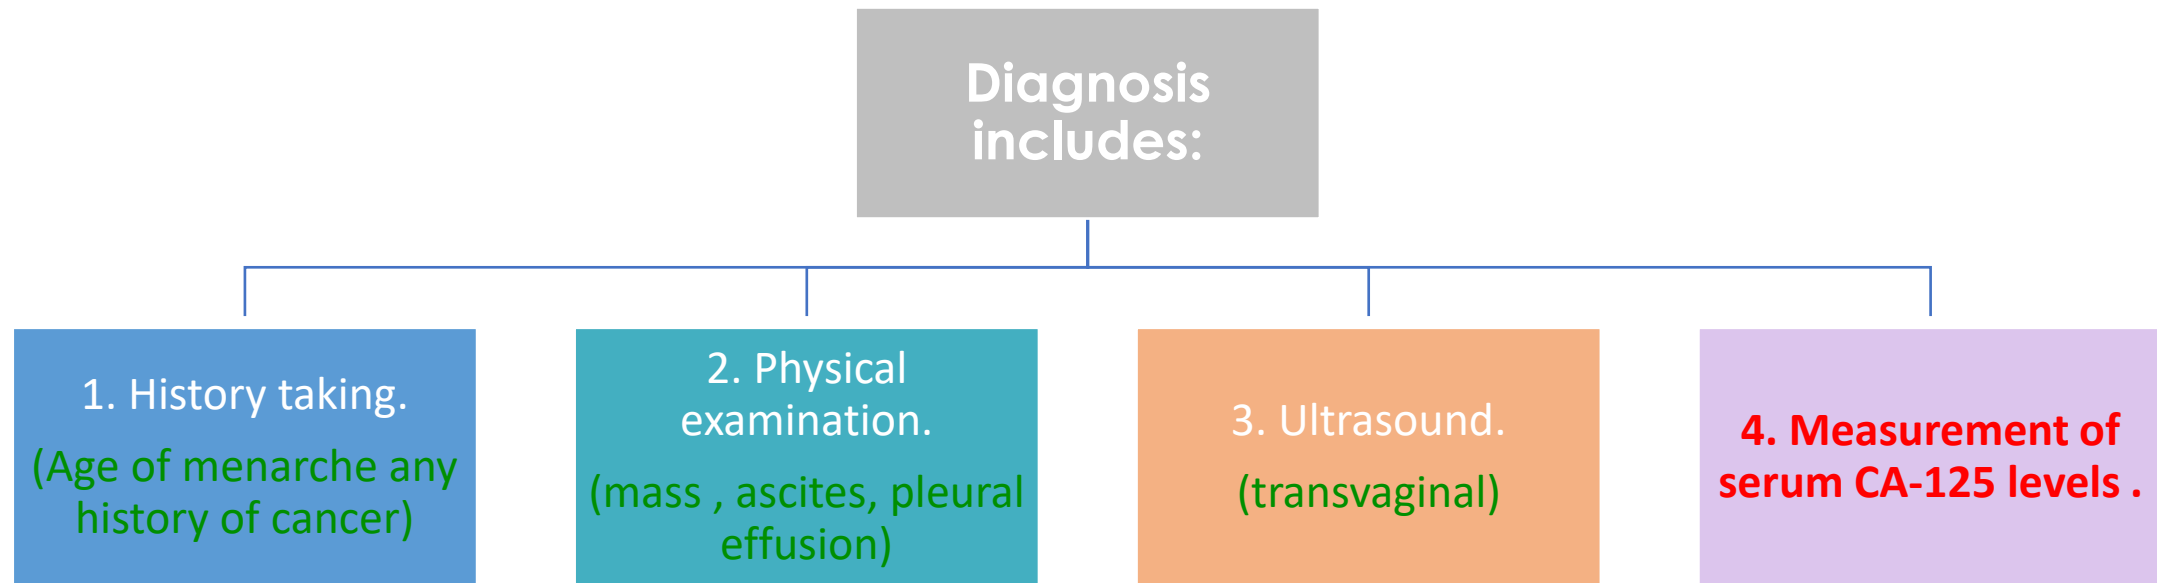 Diagnosis
includes:
1. History taking.
(Age of menarche any
history of cancer)
2. Physical
examination.
(mass , ascites, pleural
effusion)
3. Ultrasound.
(transvaginal)
4. Measurement of
serum CA-125 levels .